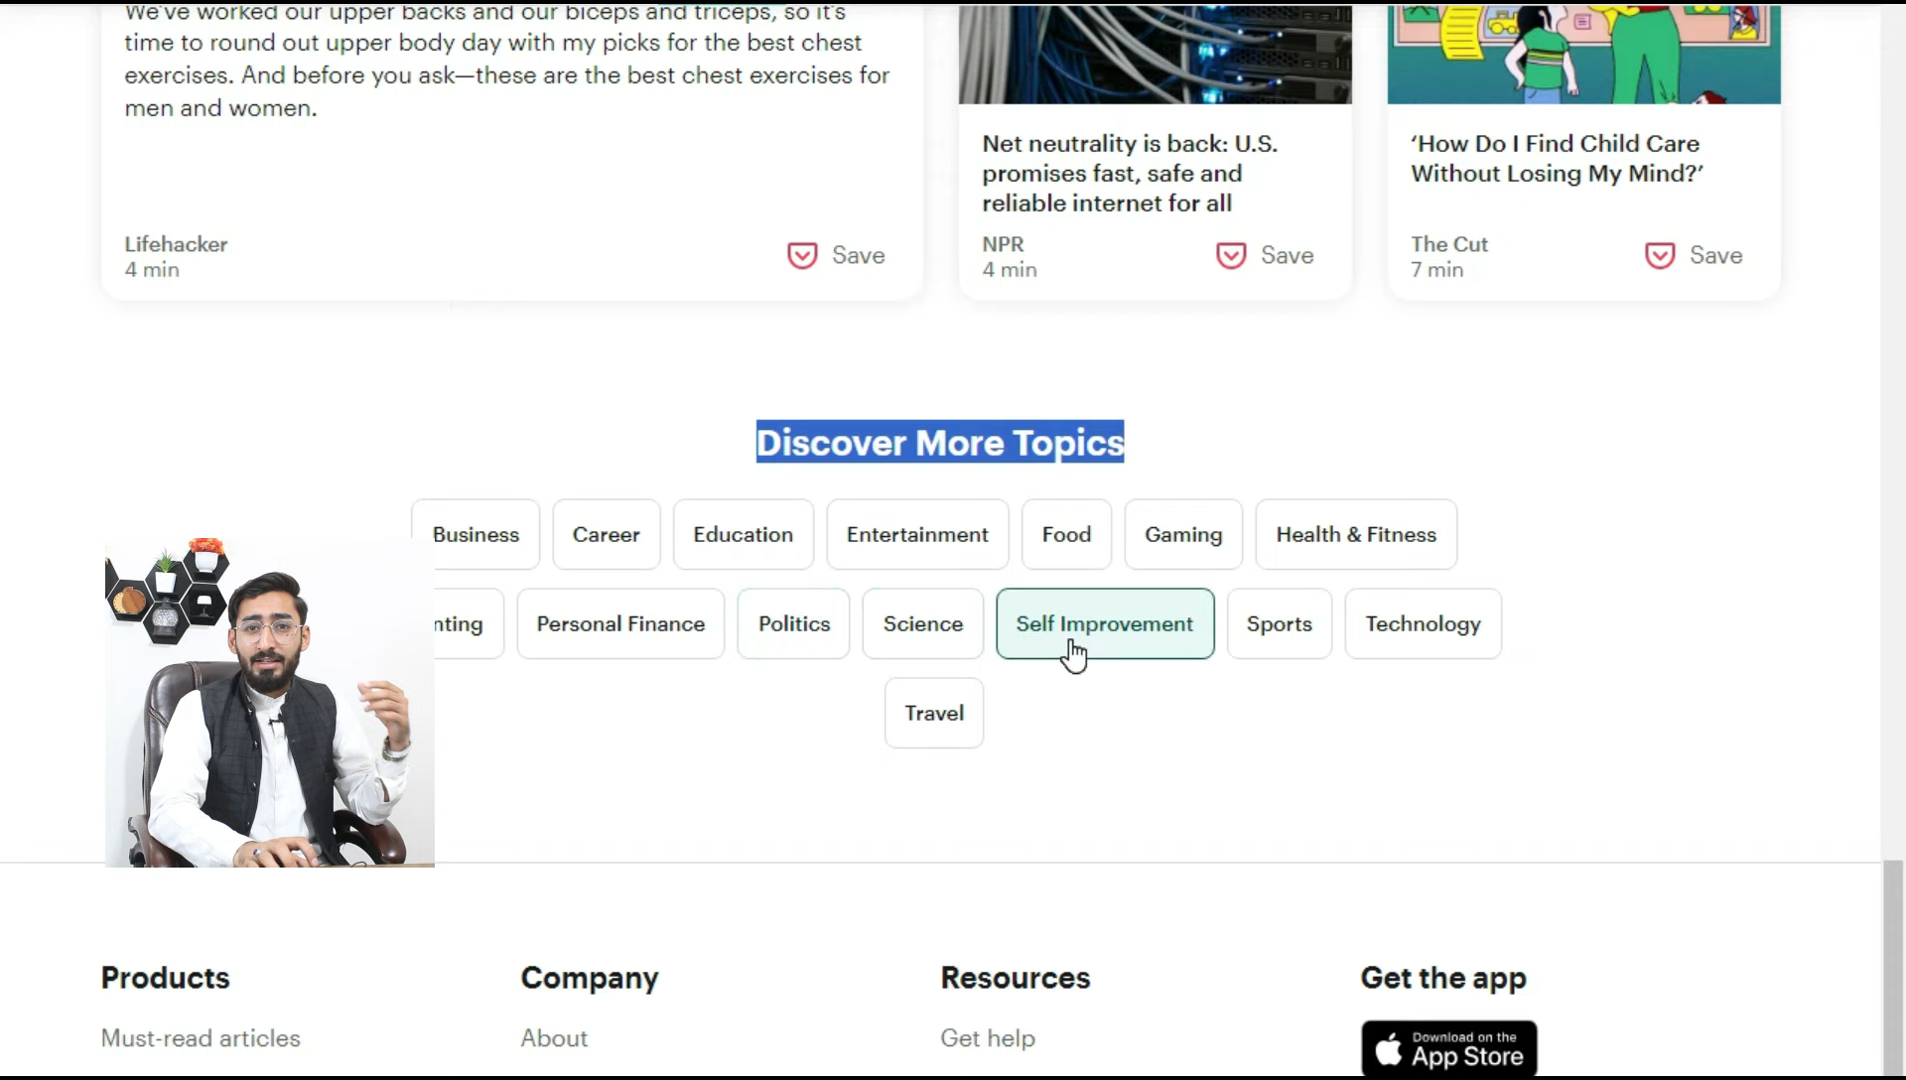 We've worked our upper backs and our biceps and triceps, so it's
time to round out upper body day with my picks for the best chest
exercises. And before you ask—these are the best chest exercises for
men and women.
Lifehacker
4 min
Save
Net neutrality is back: U.S.
promises fast, safe and
reliable internet for all
NPR
4 min
Save
‘How Do I Find Child Care
Without Losing My Mind?’
The Cut
7 min
Save
Discover More Topics
Business
Career
Education
Entertainment
Food
Gaming
Health & Fitness
nting
Personal Finance
Politics
Science
Self Improvement
Sports
Technology
Travel
Products
Must-read articles
Company
About
Resources
Get help
Get the app
Download on the
App Store